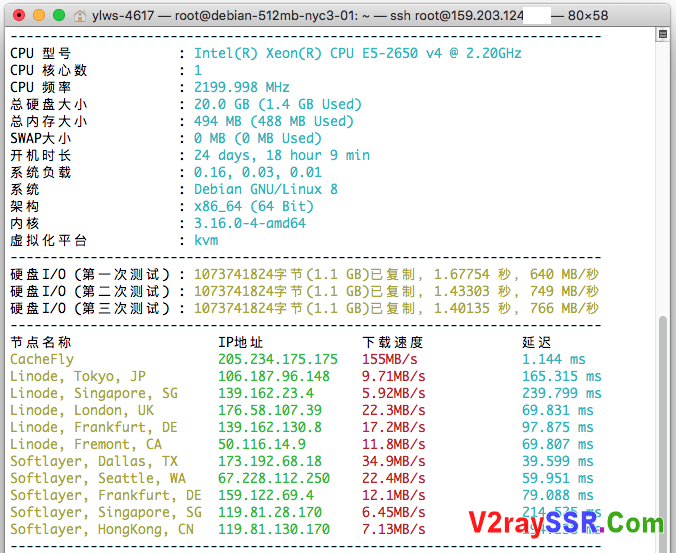 ylws-4617 — root@debian-512mb-nyc3-01: ~ — ssh root@159.203.124 — 80×58
CPU 型号 : Intel(R) Xeon(R) CPU E5-2650 v4 @ 2.20GHz
CPU 核心数 : 1
CPU 频率 : 2199.998 MHz
总硬盘大小 : 20.0 GB (1.4 GB Used)
总内存大小 : 494 MB (488 MB Used)
SWAP大小 : 0 MB (0 MB Used)
开机时长 : 24 days, 18 hour 9 min
系统负载 : 0.16, 0.03, 0.01
系统 : Debian GNU/Linux 8
架构 : x86_64 (64 Bit)
内核 : 3.16.0-4-amd64
虚拟化平台 : kvm
硬盘I/O (第一次测试) : 1073741824字节(1.1 GB)已复制, 1.67754 秒, 640 MB/秒
硬盘I/O (第二次测试) : 1073741824字节(1.1 GB)已复制, 1.43303 秒, 749 MB/秒
硬盘I/O (第三次测试) : 1073741824字节(1.1 GB)已复制, 1.40135 秒, 766 MB/秒
节点名称 IP地址 下载速度 延迟
CacheFly 205.234.175.175 155MB/s 1.144 ms
Linode, Tokyo, JP 106.187.96.148 9.71MB/s 165.315 ms
Linode, Singapore, SG 139.162.23.4 5.92MB/s 239.799 ms
Linode, London, UK 176.58.107.39 22.3MB/s 69.831 ms
Linode, Frankfurt, DE 139.162.130.8 17.2MB/s 97.875 ms
Linode, Fremont, CA 50.116.14.9 11.8MB/s 69.807 ms
Softlayer, Dallas, TX 173.192.68.18 34.9MB/s 39.599 ms
Softlayer, Seattle, WA 67.228.112.250 22.4MB/s 59.951 ms
Softlayer, Frankfurt, DE 159.122.69.4 12.1MB/s 79.088 ms
Softlayer, Singapore, SG 119.81.28.170 6.45MB/s ms
Softlayer, HongKong, CN 119.81.130.170 7.13MB/s ms
V2raySSR.Com